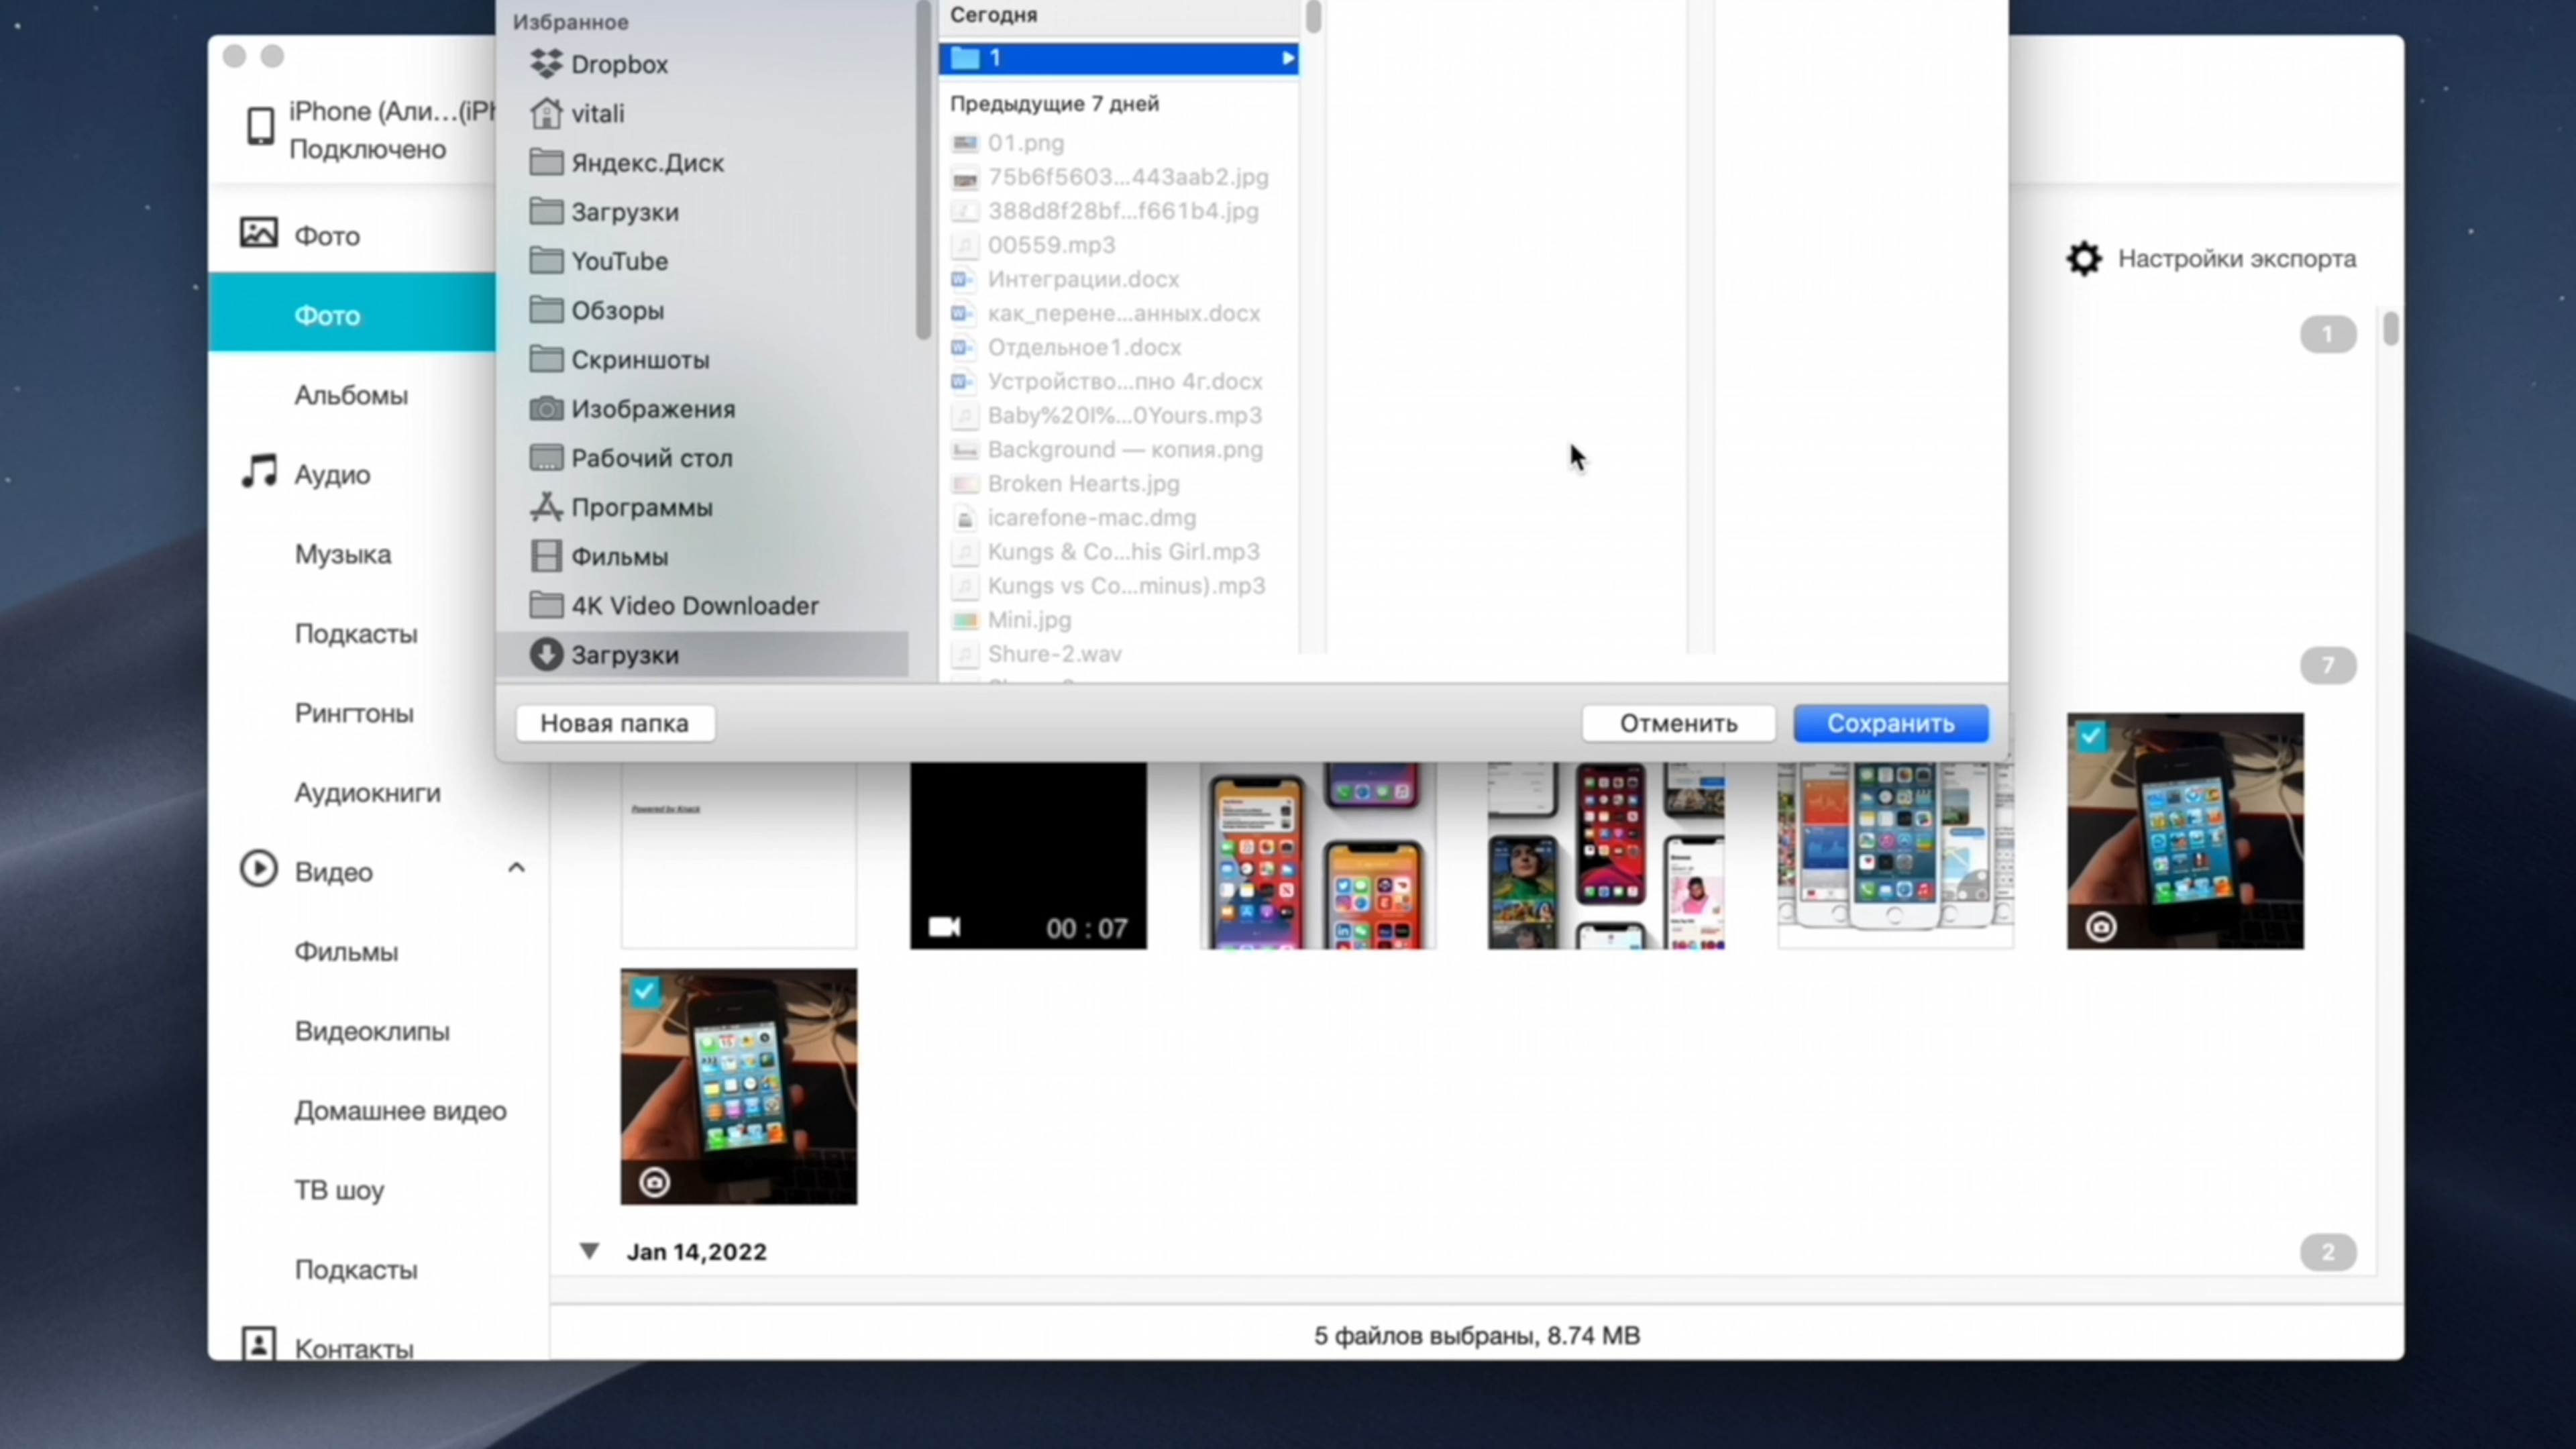 Избранное
Dropbox
vitali
Яндекс.Диск
Загрузки
YouTube
Обзоры
Скриншоты
Изображения
Рабочий стол
Программы
Фильмы
4K Video Downloader
Загрузки
Сегодня
1
Предыдущие 7 дней
01.png
75b6f5603...443aab2.jpg
388d8f28bf...f661b4.jpg
00559.mp3
Интеграции.docx
как_перене...анных.docx
Отдельное1.docx
Устройство...пно 4г.docx
Baby%20I%...0Yours.mp3
Background — копия.png
Broken Hearts.jpg
icarefone-mac.dmg
Kungs & Co...his Girl.mp3
Kungs vs Co...minus).mp3
Mini.jpg
Shure-2.wav
Новая папка
Отменить
Сохранить
iPhone (Али...(iPh
Подключено
Фото
Фото
Альбомы
Аудио
Музыка
Подкасты
Рингтоны
Аудиокниги
Видео
Фильмы
Видеоклипы
Домашнее видео
ТВ шоу
Подкасты
Контакты
Настройки экспорта
1
7
Powered by Knack
00 : 07
Jan 14,2022
2
5 файлов выбраны, 8.74 MB